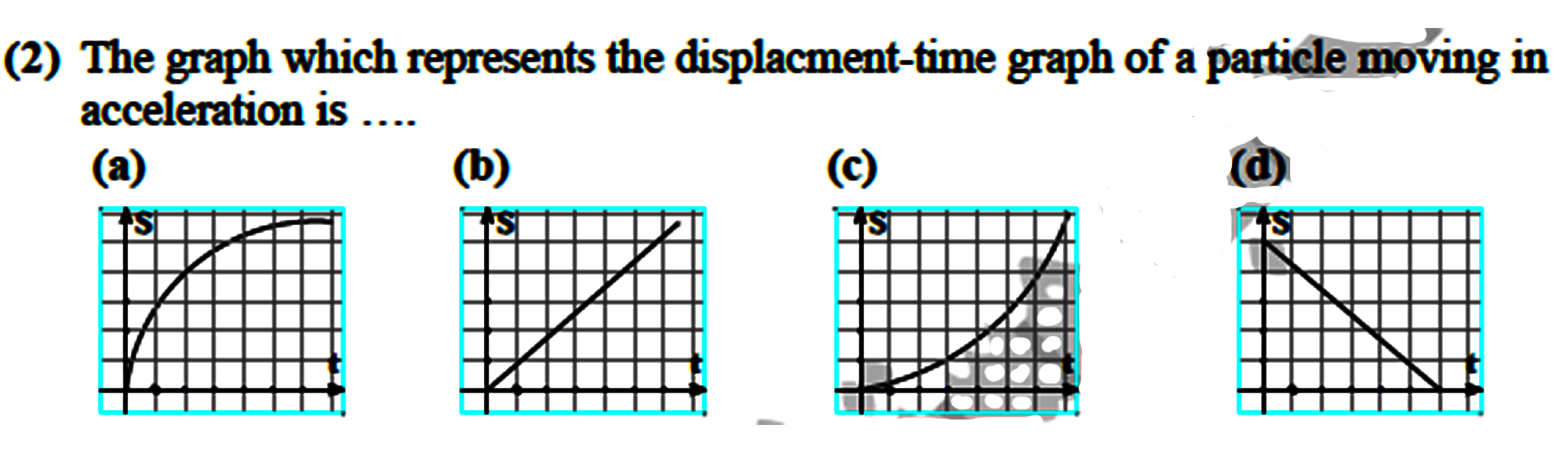 (2) The graph which represents the displacment-time graph of a particle moving in
acceleration is ....
(a) (b) (c) (d)
S S S S
t t t t